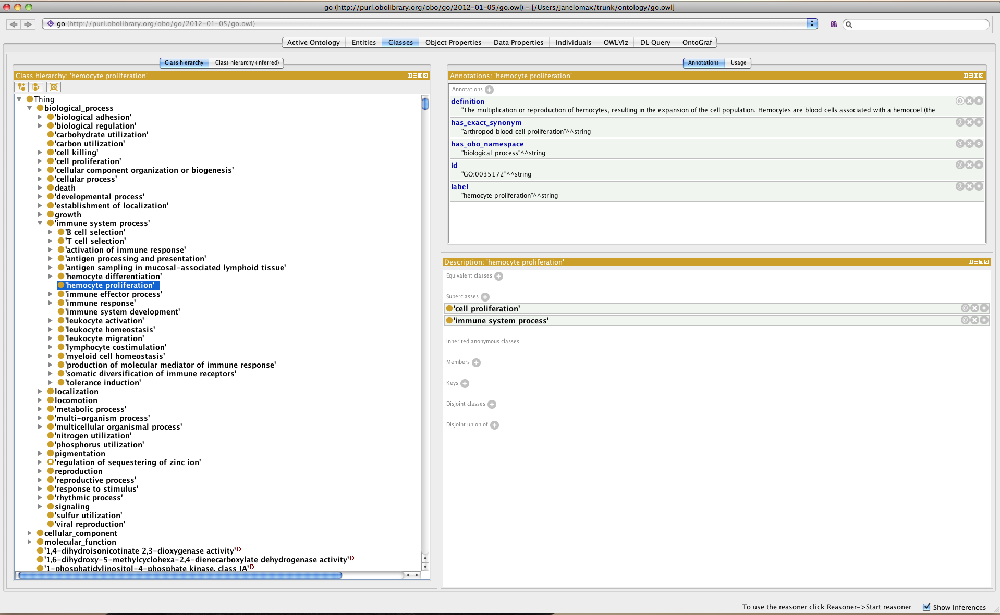 go (http://purl.obolibrary.org/obo/go/2012-01-05/go.owl) – [/Users/janelomax/trunk/ontology/go.owl]
go (http://purl.obolibrary.org/obo/go/2012-01-05/go.owl)
Active Ontology Entities Classes Object Properties Data Properties Individuals OWLViz DL Query OntoGraf
Class hierarchy Class hierarchy (inferred)
Class hierarchy: 'hemocyte proliferation'
Thing
biological_process
'biological adhesion'
'biological regulation'
'carbohydrate utilization'
'carbon utilization'
'cell killing'
'cell proliferation'
'cellular component organization or biogenesis'
'cellular process'
death
'developmental process'
'establishment of localization'
growth
'immune system process'
'B cell selection'
'T cell selection'
'activation of immune response'
'antigen processing and presentation'
'antigen sampling in mucosal-associated lymphoid tissue'
'hemocyte differentiation'
'hemocyte proliferation'
'immune effector process'
'immune response'
'immune system development'
'leukocyte activation'
'leukocyte homeostasis'
'leukocyte migration'
'lymphocyte costimulation'
'myeloid cell homeostasis'
'production of molecular mediator of immune response'
'somatic diversification of immune receptors'
'tolerance induction'
localization
locomotion
'metabolic process'
'multi-organism process'
'multicellular organismal process'
'nitrogen utilization'
'phosphorus utilization'
pigmentation
'regulation of sequestering of zinc ion'
reproduction
'reproductive process'
'response to stimulus'
'rhythmic process'
signaling
'sulfur utilization'
'viral reproduction'
cellular_component
molecular_function
'1,4-dihydroisonicotinate 2,3-dioxygenase activity'D
'1,6-dihydroxy-5-methylcyclohexa-2,4-dienecarboxylate dehydrogenase activity'D
'1-phosphatidylinositol-4-phosphate kinase, class IA'D
Annotations Usage
Annotations: 'hemocyte proliferation'
Annotations
definition
"The multiplication or reproduction of hemocytes, resulting in the expansion of the cell population. Hemocytes are blood cells associated with a hemocoel (the
has_exact_synonym
"arthropod blood cell proliferation"^^string
has_obo_namespace
"biological_process"^^string
id
"GO:0035172"^^string
label
"hemocyte proliferation"^^string
Description: 'hemocyte proliferation'
Equivalent classes
Superclasses
'cell proliferation'
'immune system process'
Inherited anonymous classes
Members
Keys
Disjoint classes
Disjoint union of
To use the reasoner click Reasoner->Start reasoner Show Inferences